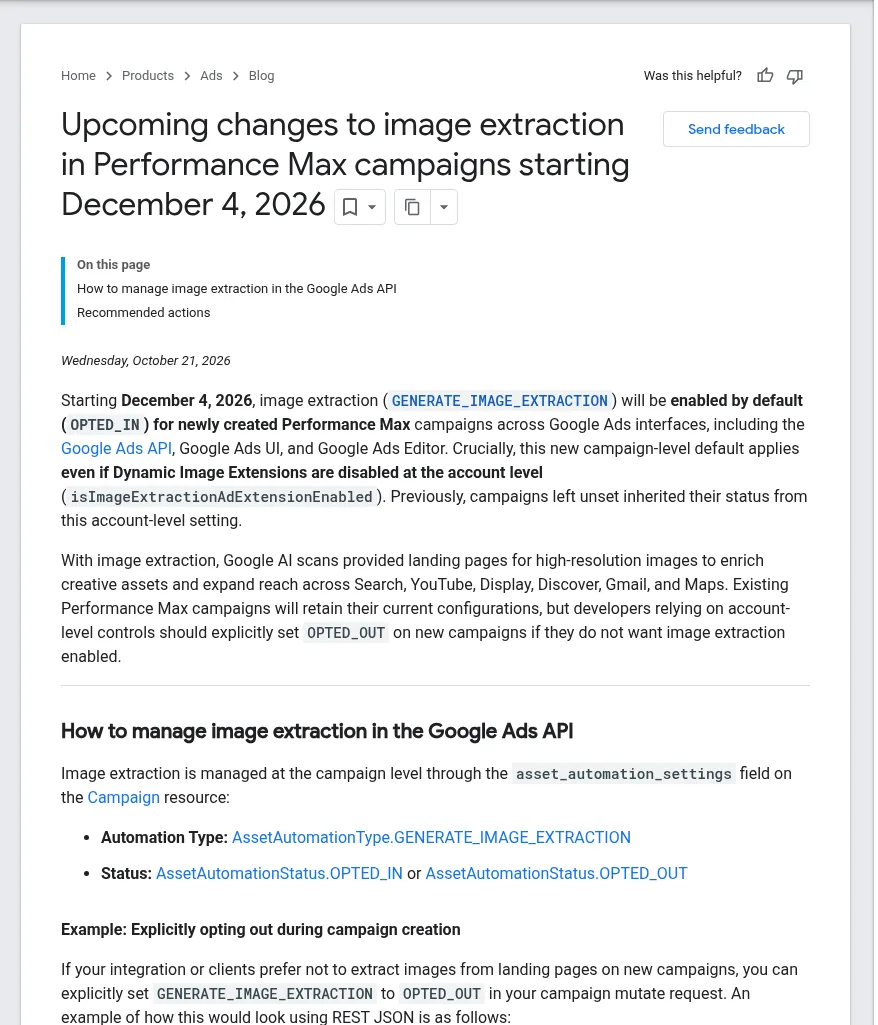 Home > Products > Ads > Blog
Was this helpful?
Upcoming changes to image extraction
in Performance Max campaigns starting
December 4, 2026
Send feedback
On this page
How to manage image extraction in the Google Ads API
Recommended actions
Wednesday, October 21, 2026
Starting December 4, 2026, image extraction (GENERATE_IMAGE_EXTRACTION) will be enabled by default
(OPTED_IN) for newly created Performance Max campaigns across Google Ads interfaces, including the
Google Ads API, Google Ads UI, and Google Ads Editor. Crucially, this new campaign-level default applies
even if Dynamic Image Extensions are disabled at the account level
(isImageExtractionAdExtensionEnabled). Previously, campaigns left unset inherited their status from
this account-level setting.
With image extraction, Google AI scans provided landing pages for high-resolution images to enrich
creative assets and expand reach across Search, YouTube, Display, Discover, Gmail, and Maps. Existing
Performance Max campaigns will retain their current configurations, but developers relying on account-
level controls should explicitly set OPTED_OUT on new campaigns if they do not want image extraction
enabled.
How to manage image extraction in the Google Ads API
Image extraction is managed at the campaign level through the asset_automation_settings field on
the Campaign resource:
• Automation Type: AssetAutomationType.GENERATE_IMAGE_EXTRACTION
• Status: AssetAutomationStatus.OPTED_IN or AssetAutomationStatus.OPTED_OUT
Example: Explicitly opting out during campaign creation
If your integration or clients prefer not to extract images from landing pages on new campaigns, you can
explicitly set GENERATE_IMAGE_EXTRACTION to OPTED_OUT in your campaign mutate request. An
example of how this would look using REST JSON is as follows: